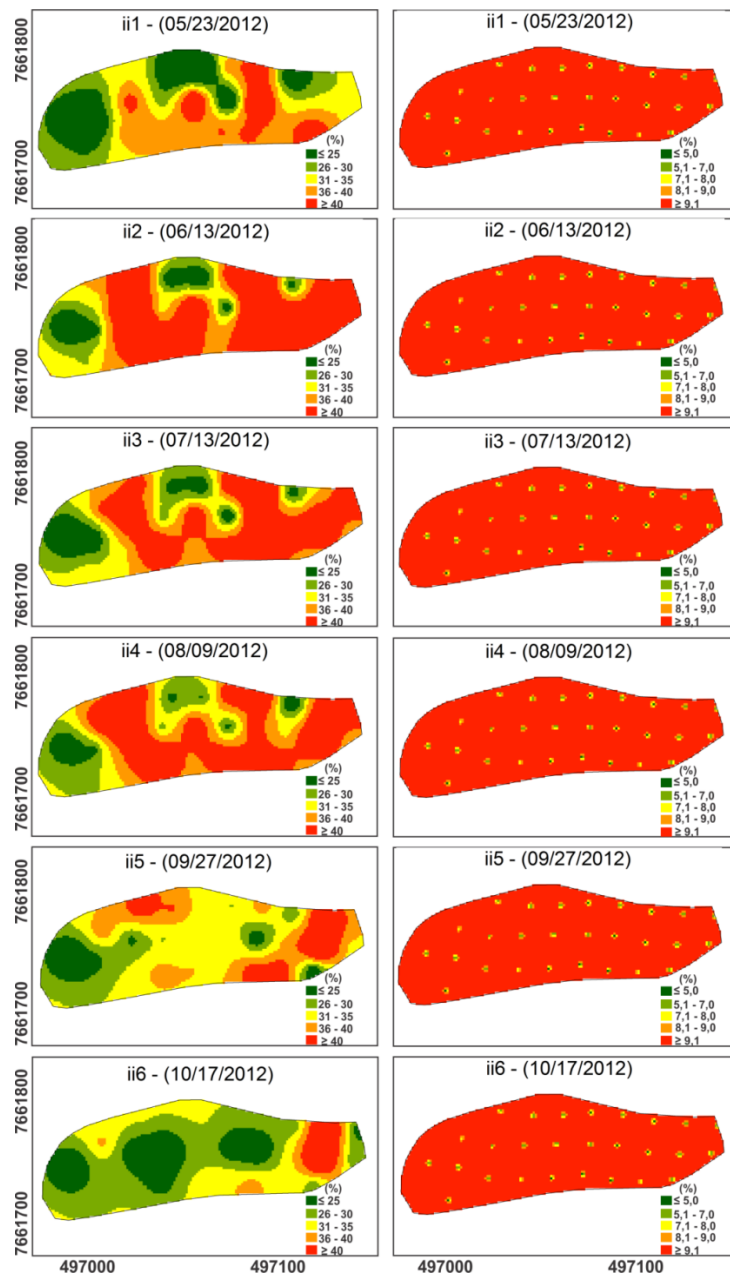 ii1 - (05/23/2012)
7661800
7661700
(%)
≤ 25
26 - 30
31 - 35
36 - 40
≥ 40
ii1 - (05/23/2012)
(%)
≤ 5,0
5,1 - 7,0
7,1 - 8,0
8,1 - 9,0
≥ 9,1
ii2 - (06/13/2012)
7661800
7661700
(%)
≤ 25
26 - 30
31 - 35
36 - 40
≥ 40
ii2 - (06/13/2012)
(%)
≤ 5,0
5,1 - 7,0
7,1 - 8,0
8,1 - 9,0
≥ 9,1
ii3 - (07/13/2012)
7661800
7661700
(%)
≤ 25
26 - 30
31 - 35
36 - 40
≥ 40
ii3 - (07/13/2012)
(%)
≤ 5,0
5,1 - 7,0
7,1 - 8,0
8,1 - 9,0
≥ 9,1
ii4 - (08/09/2012)
7661800
7661700
(%)
≤ 25
26 - 30
31 - 35
36 - 40
≥ 40
ii4 - (08/09/2012)
(%)
≤ 5,0
5,1 - 7,0
7,1 - 8,0
8,1 - 9,0
≥ 9,1
ii5 - (09/27/2012)
7661800
7661700
(%)
≤ 25
26 - 30
31 - 35
36 - 40
≥ 40
ii5 - (09/27/2012)
(%)
≤ 5,0
5,1 - 7,0
7,1 - 8,0
8,1 - 9,0
≥ 9,1
ii6 - (10/17/2012)
7661800
7661700
(%)
≤ 25
26 - 30
31 - 35
36 - 40
≥ 40
ii6 - (10/17/2012)
(%)
≤ 5,0
5,1 - 7,0
7,1 - 8,0
8,1 - 9,0
≥ 9,1
497000 497100 497000 497100